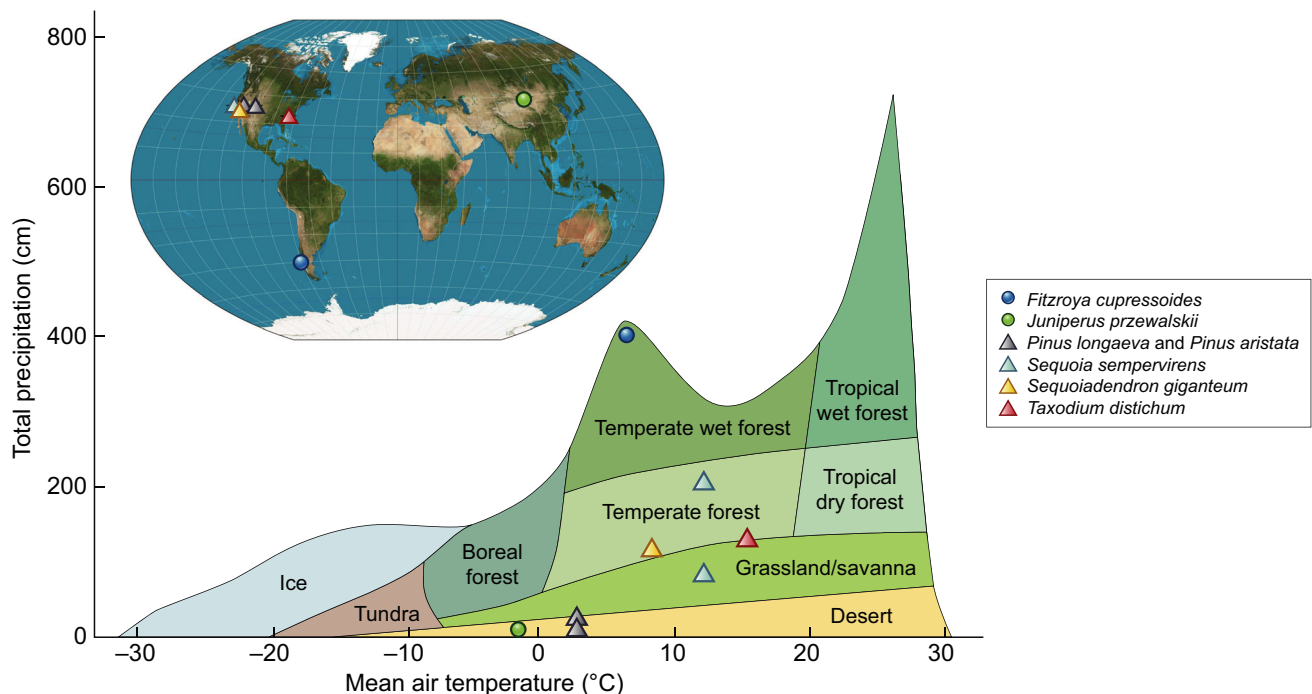 800
600
400
200
0
Total precipitation (cm)
–30
–20
–10
0
10
20
30
Mean air temperature (°C)
Ice
Tundra
Boreal
forest
Temperate wet forest
Temperate forest
Tropical
wet forest
Tropical
dry forest
Grassland/savanna
Desert
Fitzroya cupressoides
Juniperus przewalskii
Pinus longaeva and Pinus aristata
Sequoia sempervirens
Sequoiadendron giganteum
Taxodium distichum